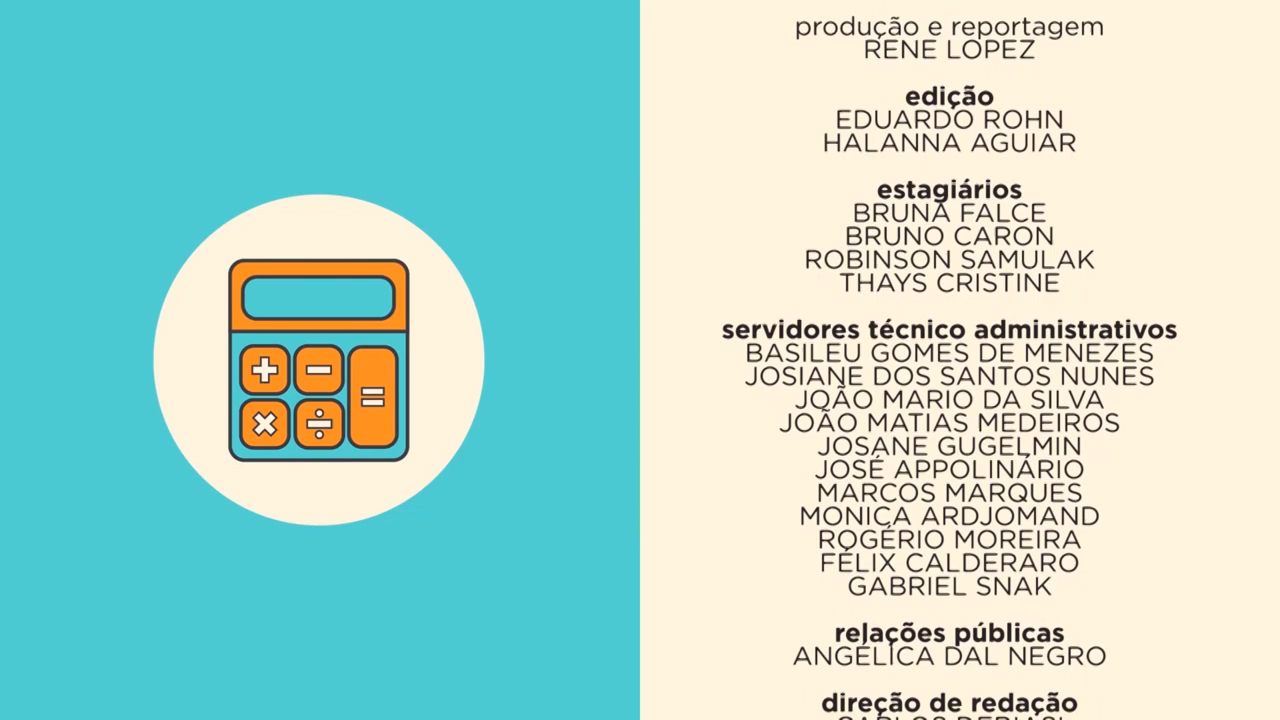 produção e reportagem
RENE LOPEZ
edição
EDUARDO ROHN
HALANNA AGUIAR
estagiários
BRUNA FALCE
BRUNO CARON
ROBINSON SAMULAK
THAYS CRISTINE
servidores técnico administrativos
BASILEU GOMES DE MENEZES
JOSIANE DOS SANTOS NUNES
JOÃO MARIO DA SILVA
JOÃO MATIAS MEDEIROS
JOSANE GUGELMIN
JOSÉ APPOLINÁRIO
MARCOS MARQUES
MONICA ARDJOMAND
ROGÉRIO MOREIRA
FÉLIX CALDERARO
GABRIEL SNAK
relações públicas
ANGÉLICA DAL NEGRO
direção de redação
CARLOS